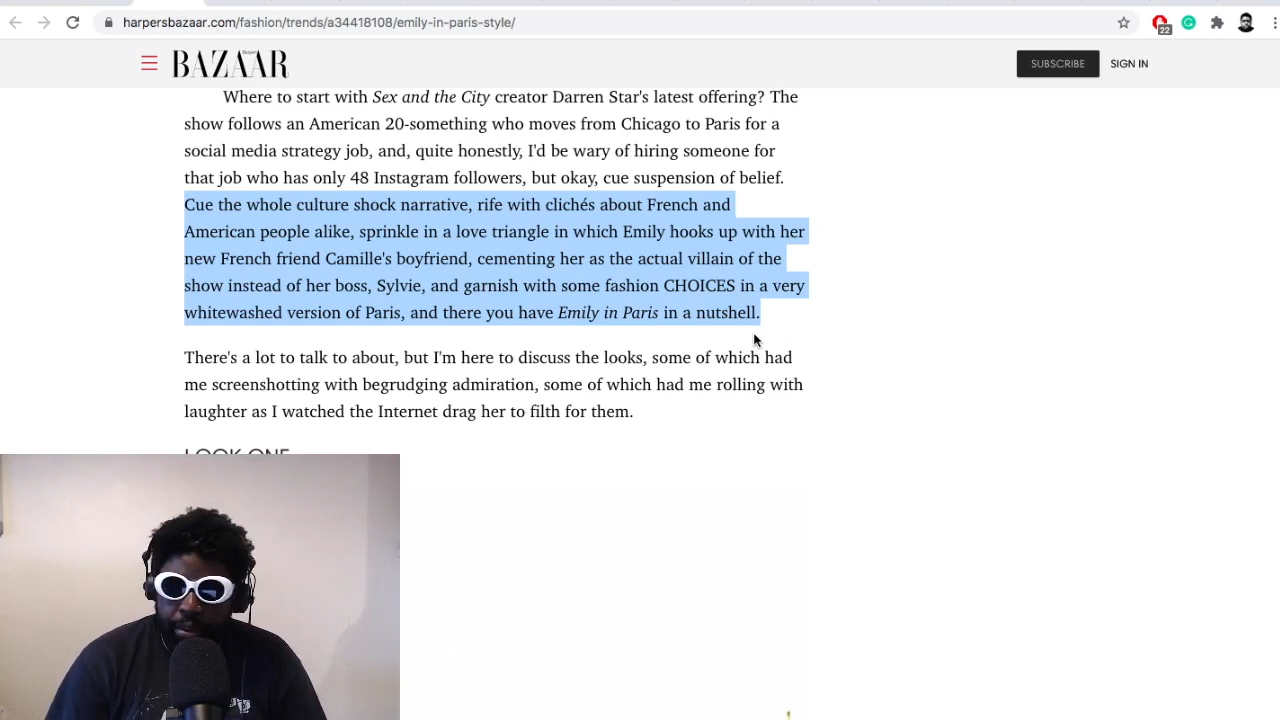 harpersbazaar.com/fashion/trends/a34418108/emily-in-paris-style/
22
BAZAAR
SUBSCRIBE
SIGN IN
Where to start with Sex and the City creator Darren Star's latest offering? The
show follows an American 20-something who moves from Chicago to Paris for a
social media strategy job, and, quite honestly, I'd be wary of hiring someone for
that job who has only 48 Instagram followers, but okay, cue suspension of belief.
Cue the whole culture shock narrative, rife with clichés about French and
American people alike, sprinkle in a love triangle in which Emily hooks up with her
new French friend Camille's boyfriend, cementing her as the actual villain of the
show instead of her boss, Sylvie, and garnish with some fashion CHOICES in a very
whitewashed version of Paris, and there you have Emily in Paris in a nutshell.
There's a lot to talk to about, but I'm here to discuss the looks, some of which had
me screenshotting with begrudging admiration, some of which had me rolling with
laughter as I watched the Internet drag her to filth for them.
LOOK ONE